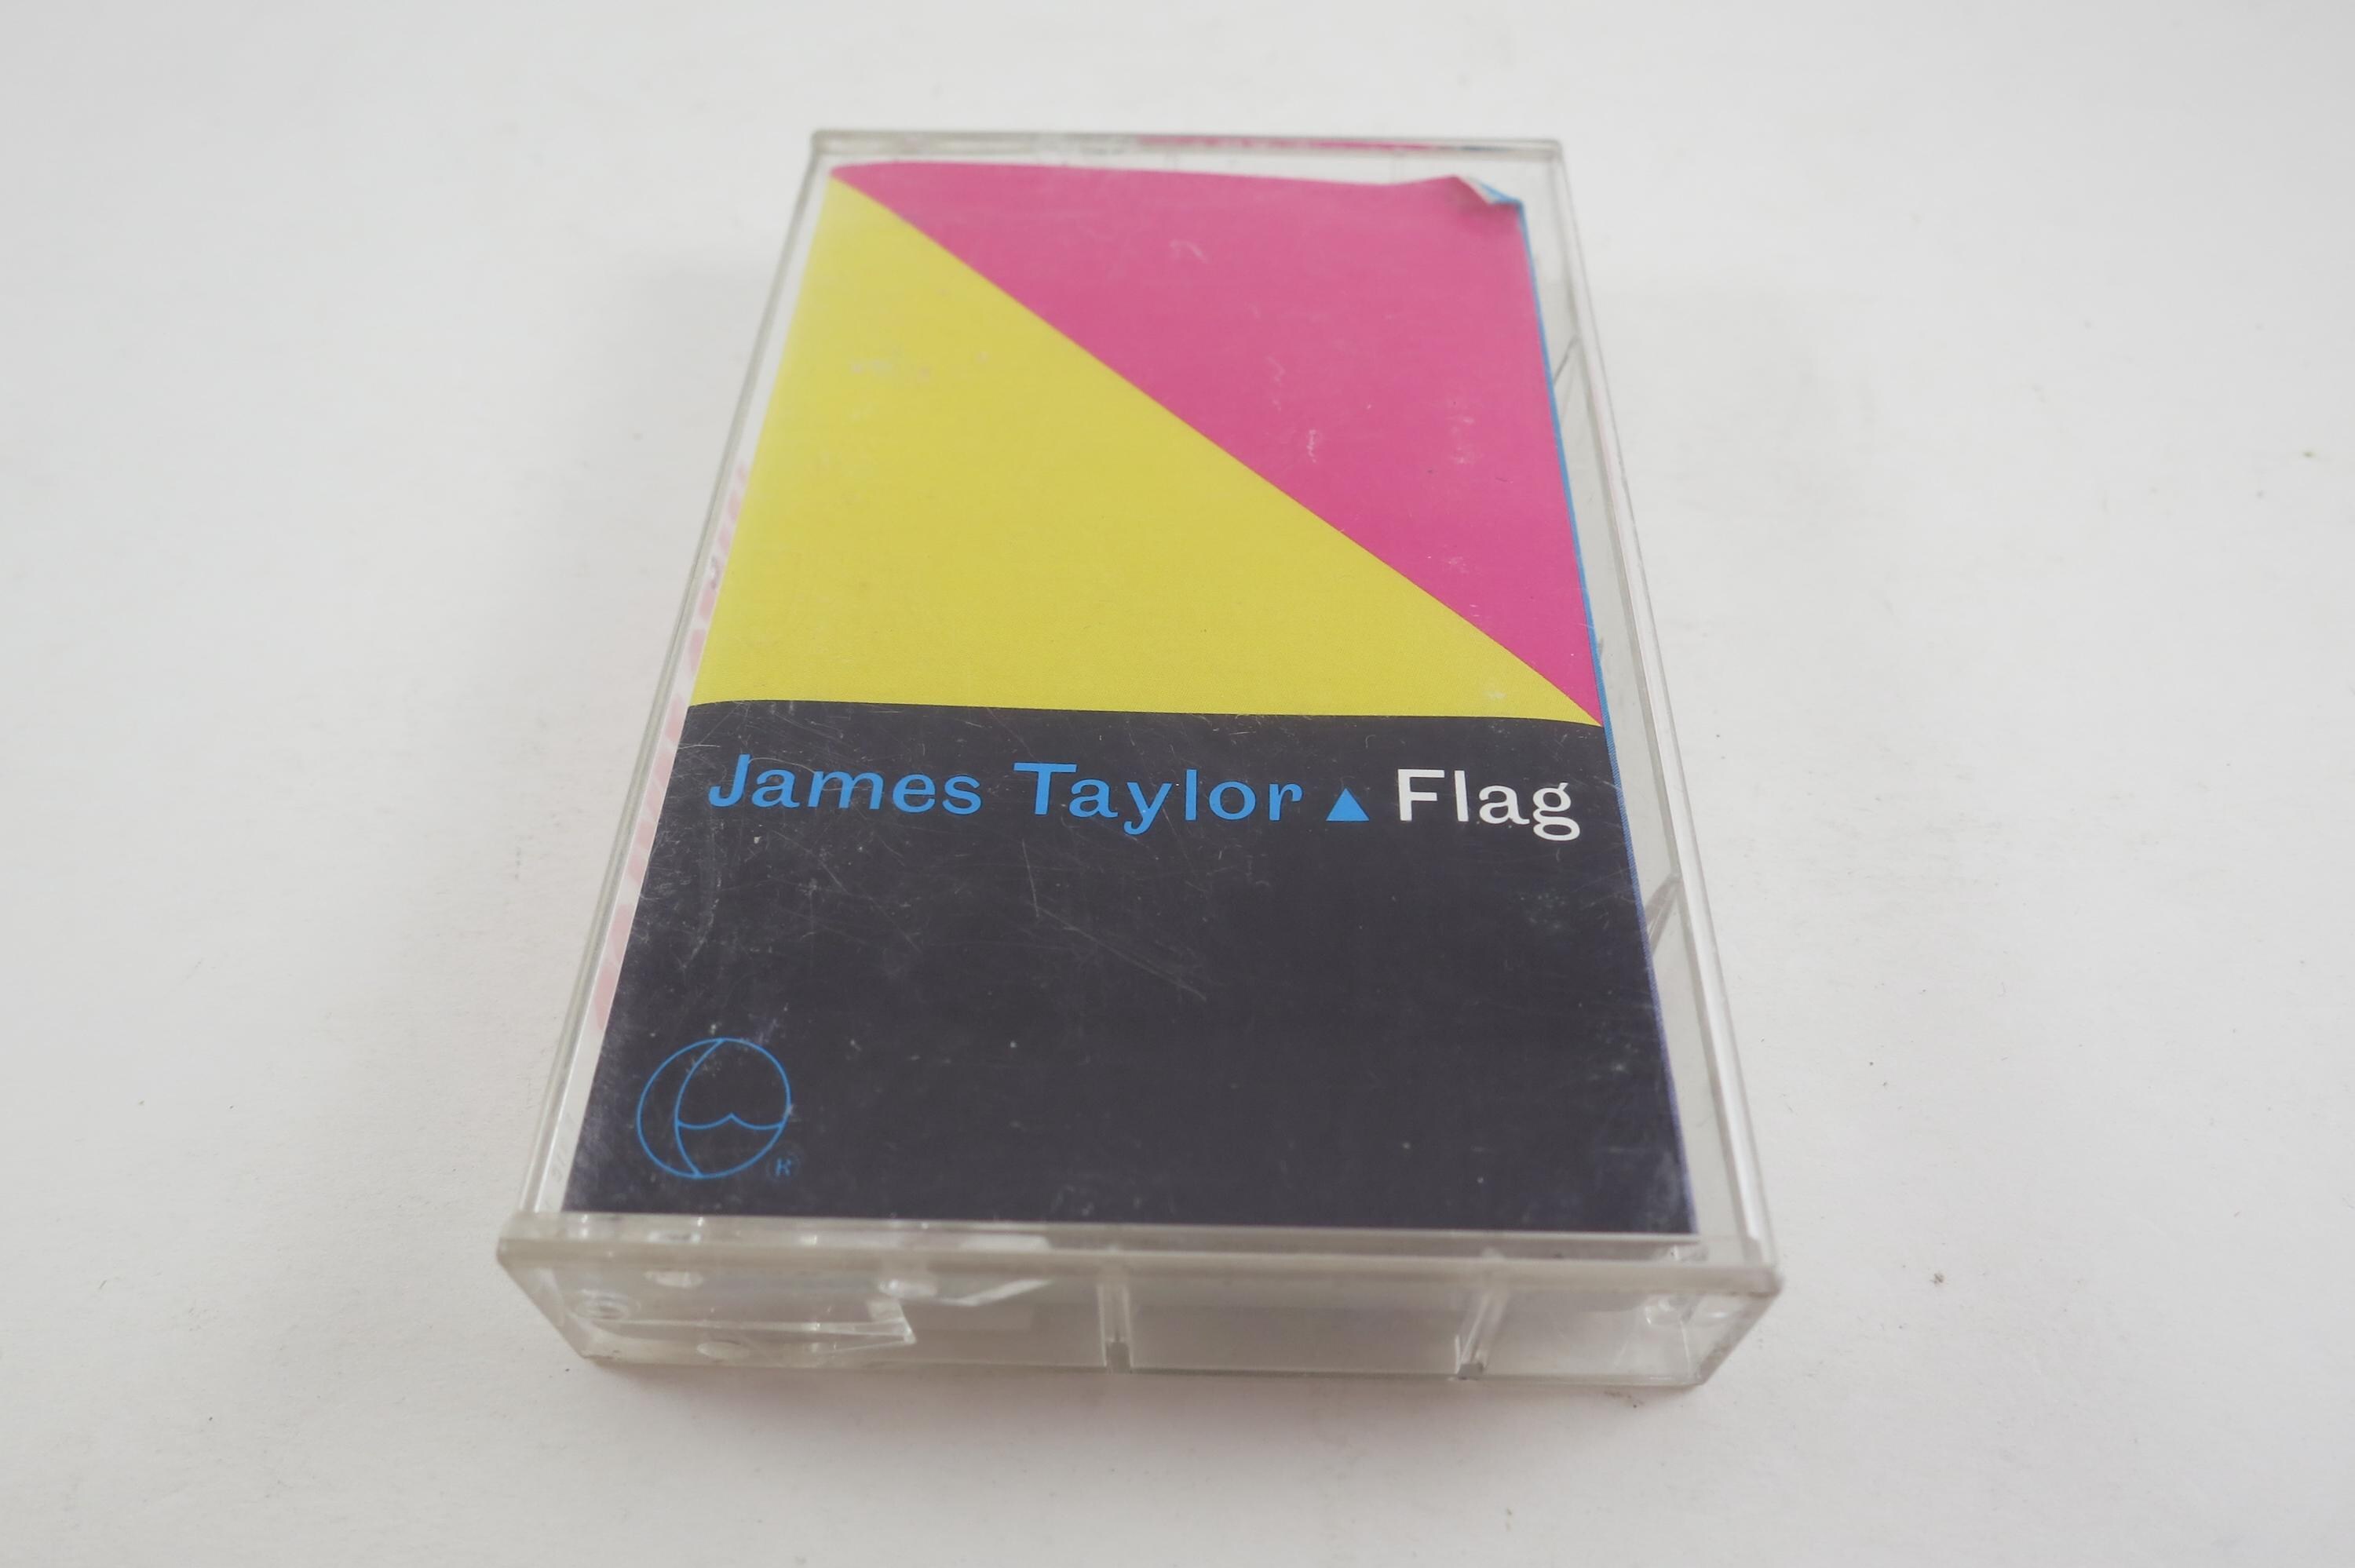 James Taylor ▲ Flag
®